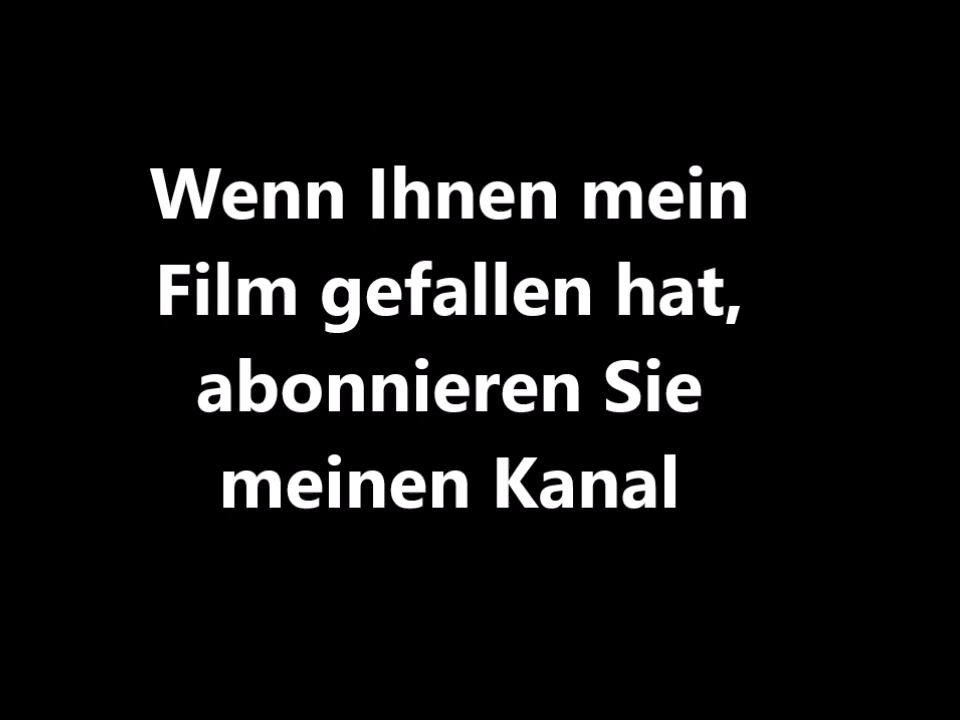 Wenn Ihnen mein
Film gefallen hat,
abonnieren Sie
meinen Kanal